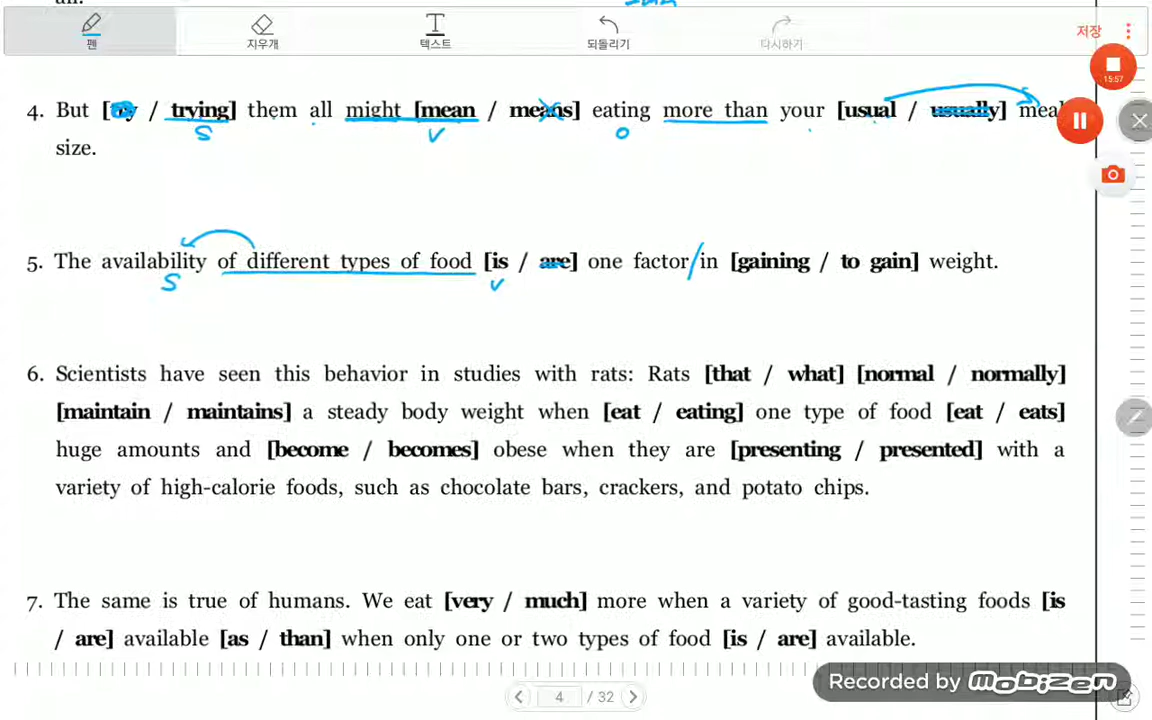 펜
지우개
텍스트
되돌리기
다시하기
저장
15:57
4. But [try / trying] them all might [mean / means] eating more than your [usual / usually] meal
size.
S
V
O
5. The availability of different types of food [is / are] one factor/in [gaining / to gain] weight.
S
V
6. Scientists have seen this behavior in studies with rats: Rats [that / what] [normal / normally]
[maintain / maintains] a steady body weight when [eat / eating] one type of food [eat / eats]
huge amounts and [become / becomes] obese when they are [presenting / presented] with a
variety of high-calorie foods, such as chocolate bars, crackers, and potato chips.
7. The same is true of humans. We eat [very / much] more when a variety of good-tasting foods [is
/ are] available [as / than] when only one or two types of food [is / are] available.
4 / 32
Recorded by mobizen